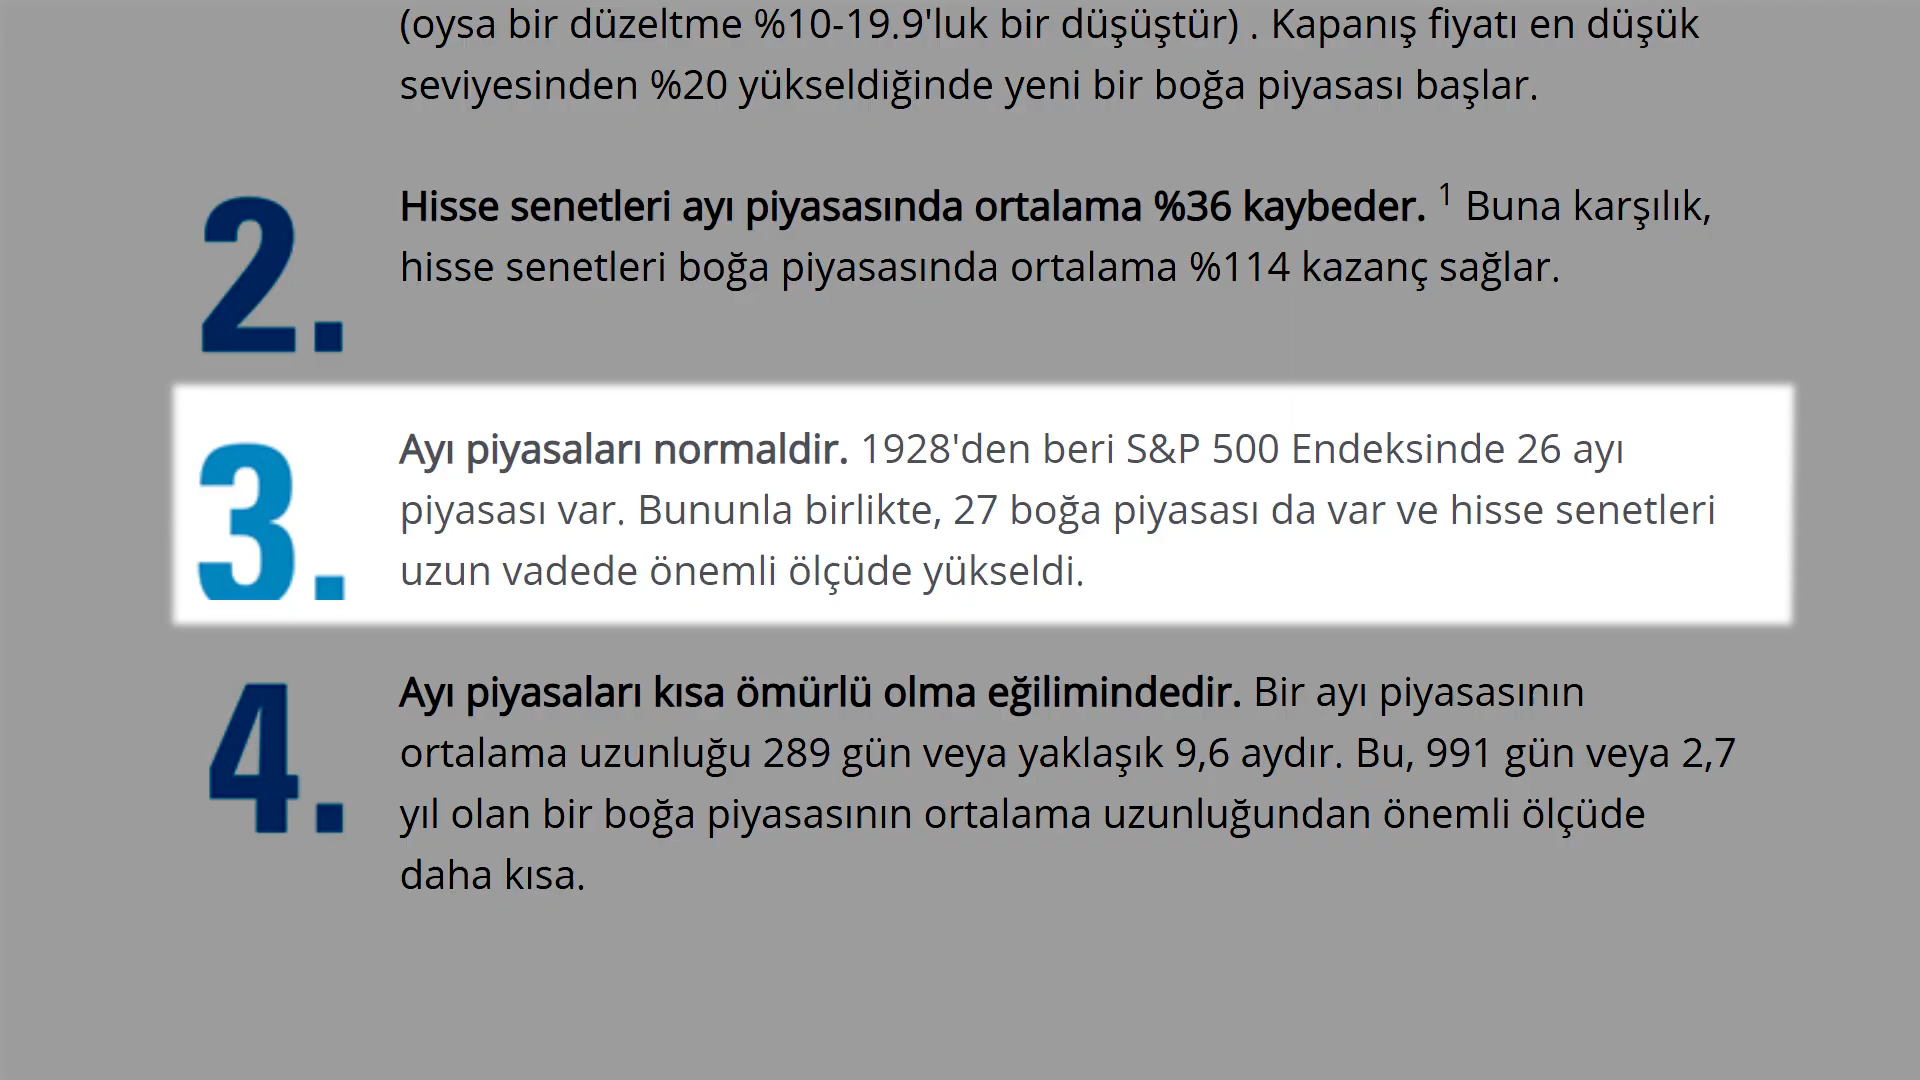 (oysa bir düzeltme %10-19.9'luk bir düşüştür) . Kapanış fiyatı en düşük
seviyesinden %20 yükseldiğinde yeni bir boğa piyasası başlar.
2.
Hisse senetleri ayı piyasasında ortalama %36 kaybeder. ¹ Buna karşılık,
hisse senetleri boğa piyasasında ortalama %114 kazanç sağlar.
3.
Ayı piyasaları normaldir. 1928'den beri S&P 500 Endeksinde 26 ayı
piyasası var. Bununla birlikte, 27 boğa piyasası da var ve hisse senetleri
uzun vadede önemli ölçüde yükseldi.
4.
Ayı piyasaları kısa ömürlü olma eğilimindedir. Bir ayı piyasasının
ortalama uzunluğu 289 gün veya yaklaşık 9,6 aydır. Bu, 991 gün veya 2,7
yıl olan bir boğa piyasasının ortalama uzunluğundan önemli ölçüde
daha kısa.